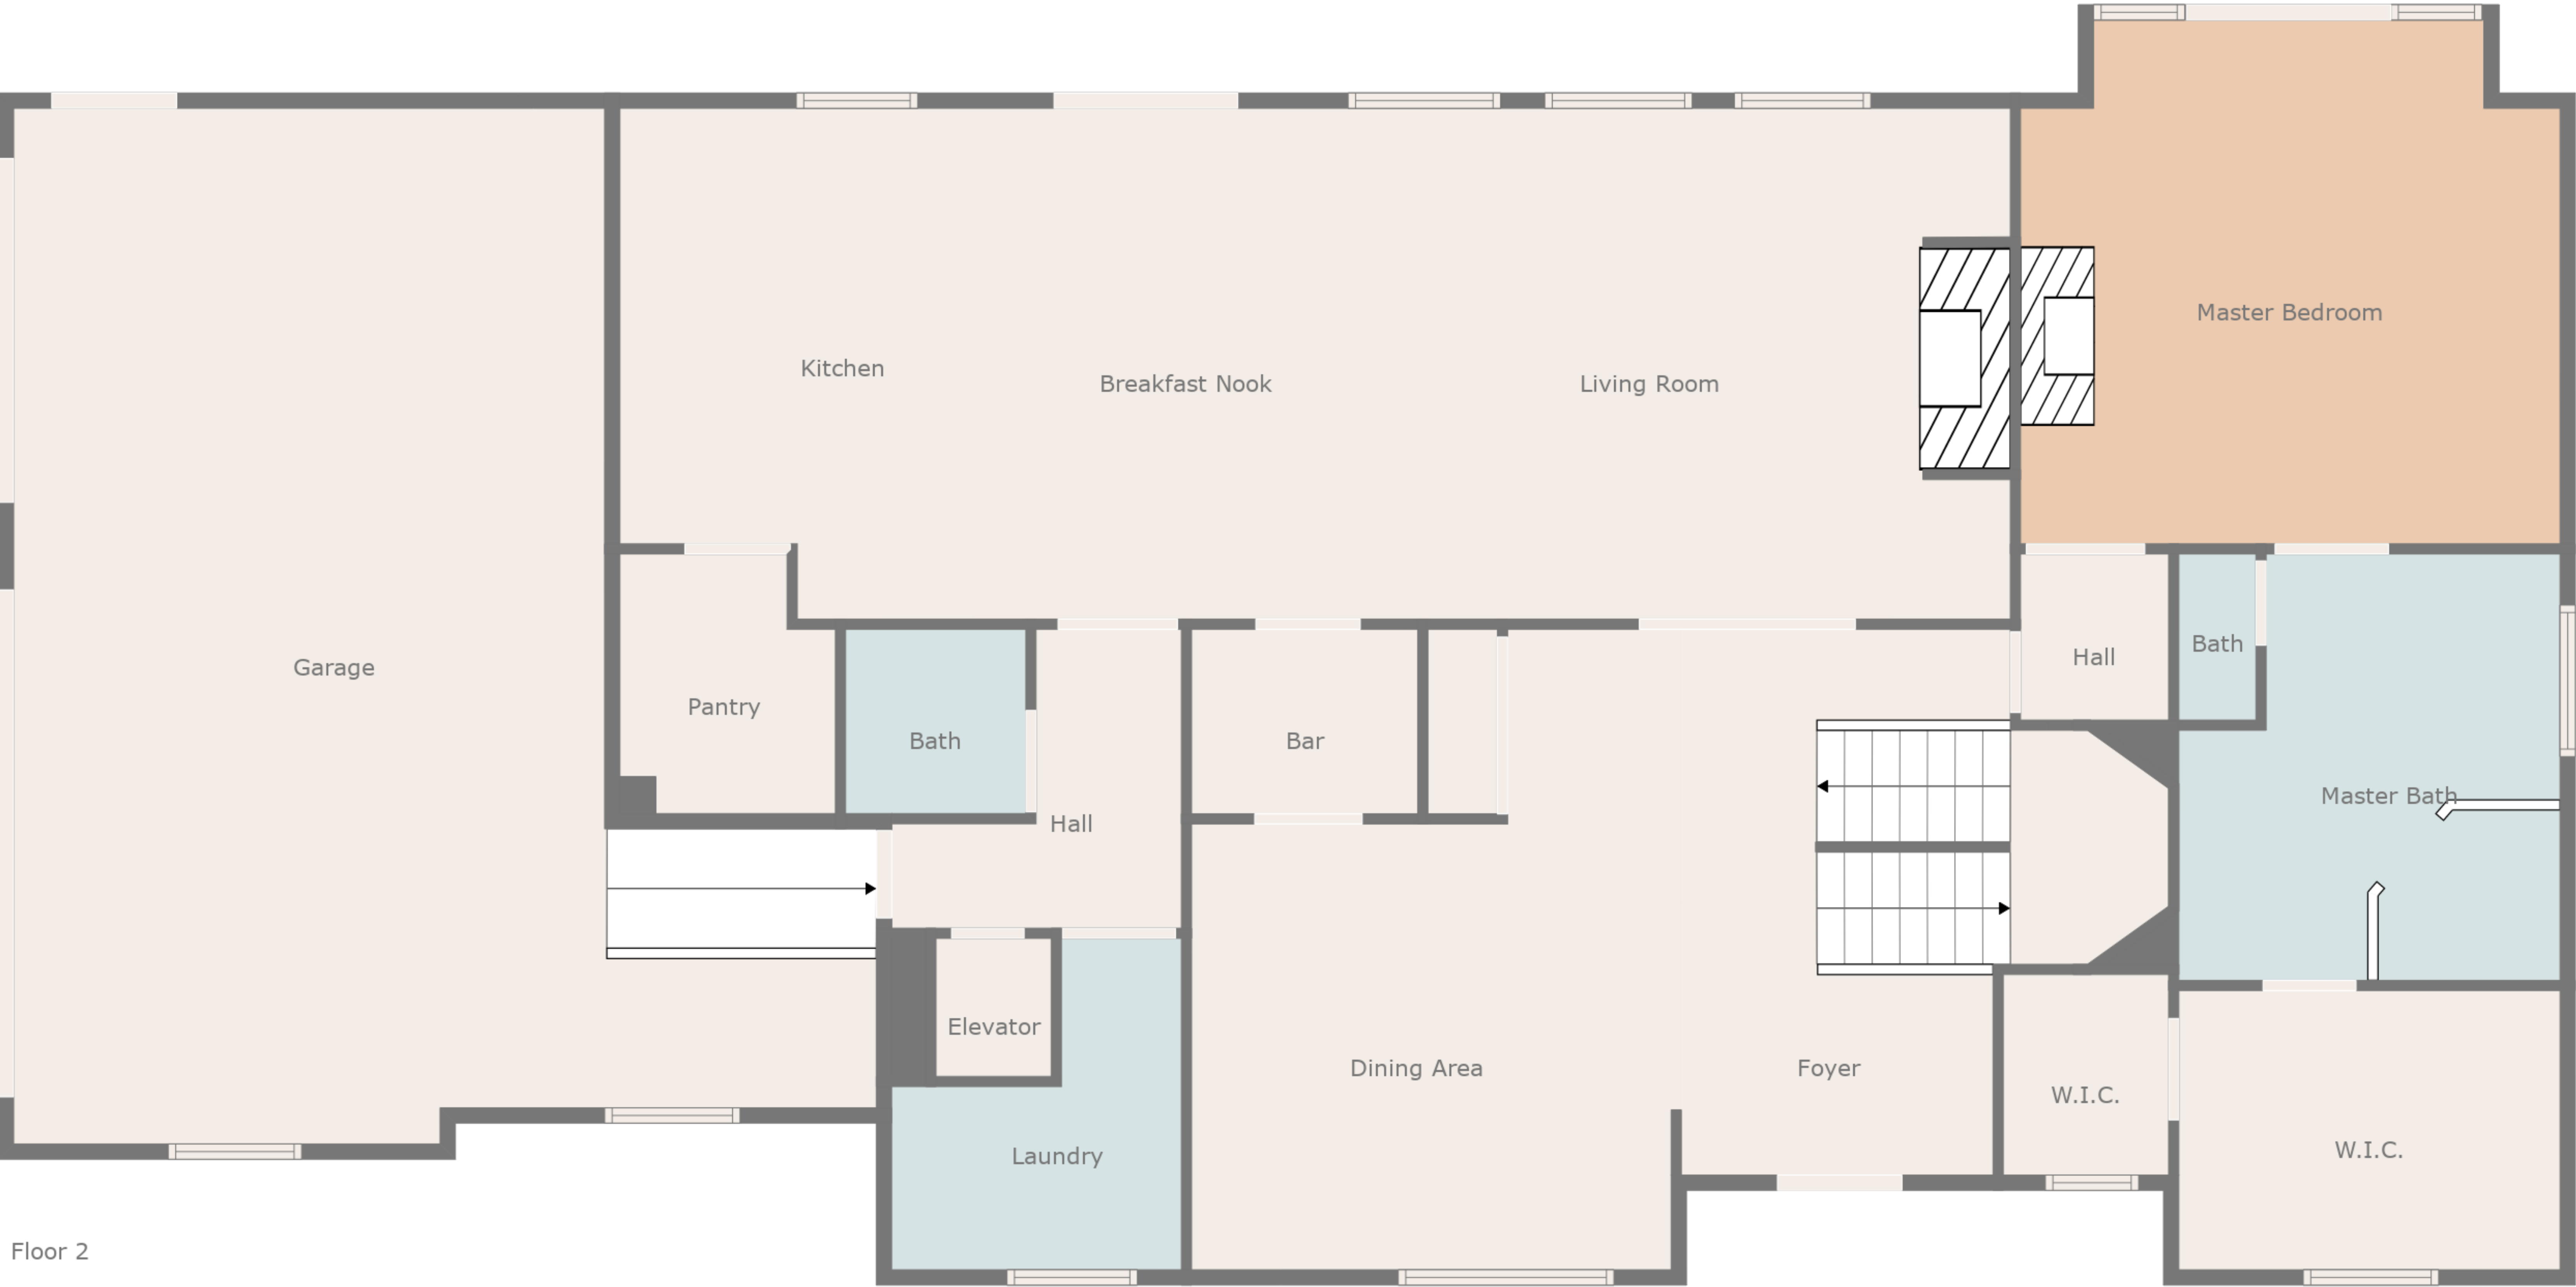 Master Bedroom
Kitchen
Breakfast Nook
Living Room
Garage
Pantry
Bath
Hall
Bar
Hall
Bath
Master Bath
Elevator
Laundry
Dining Area
Foyer
W.I.C.
W.I.C.
Floor 2